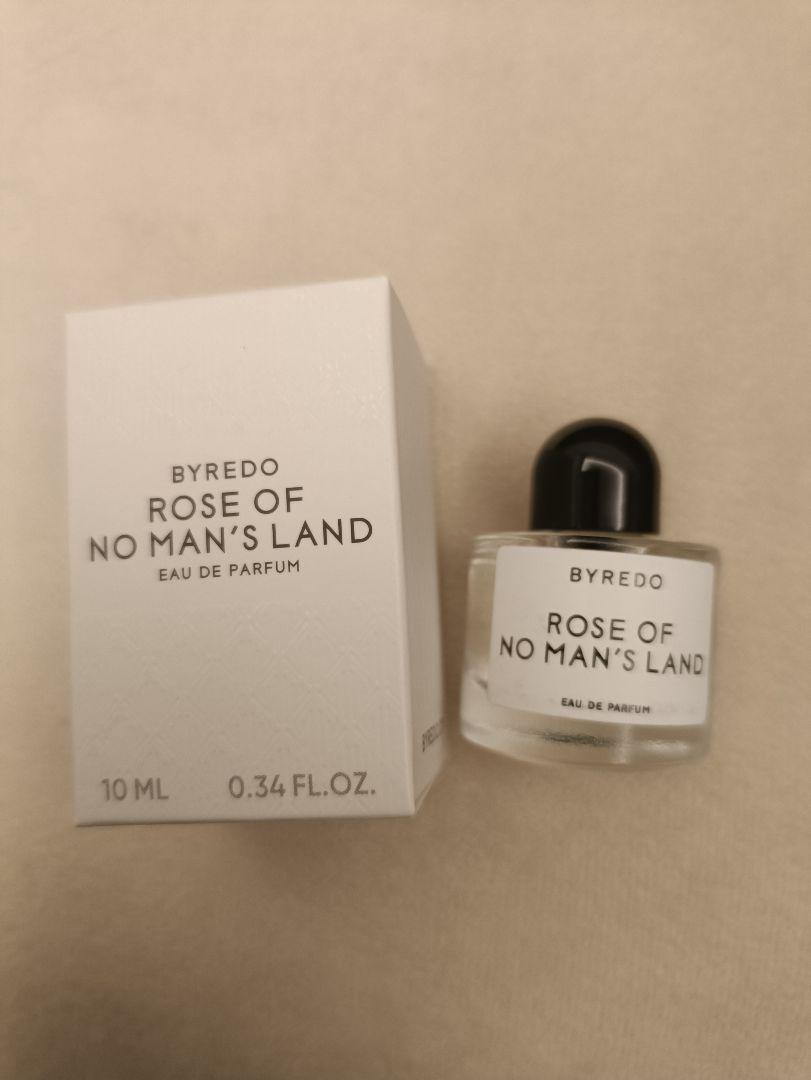 BYREDO
ROSE OF
NO MAN'S LAND
EAU DE PARFUM
10 ML 0.34 FL.OZ.
BYREDO
ROSE OF
NO MAN'S LAND
EAU DE PARFUM